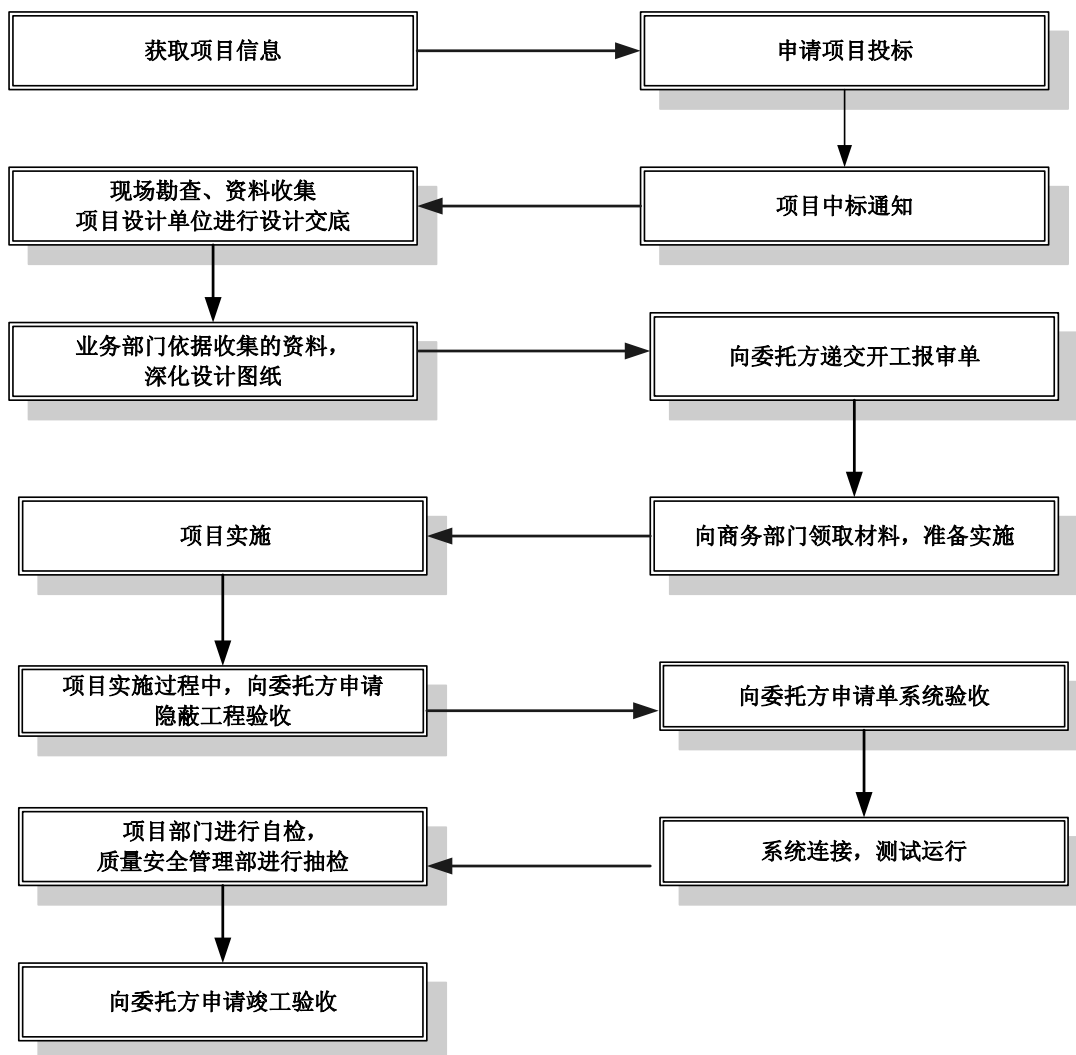 获取项目信息
申请项目投标
项目中标通知
现场勘查、资料收集
项目设计单位进行设计交底
业务部门依据收集的资料，
深化设计图纸
向委托方递交开工报审单
向商务部门领取材料，准备实施
项目实施
项目实施过程中，向委托方申请
隐蔽工程验收
向委托方申请单系统验收
系统连接，测试运行
项目部门进行自检，
质量安全管理部进行抽检
向委托方申请竣工验收